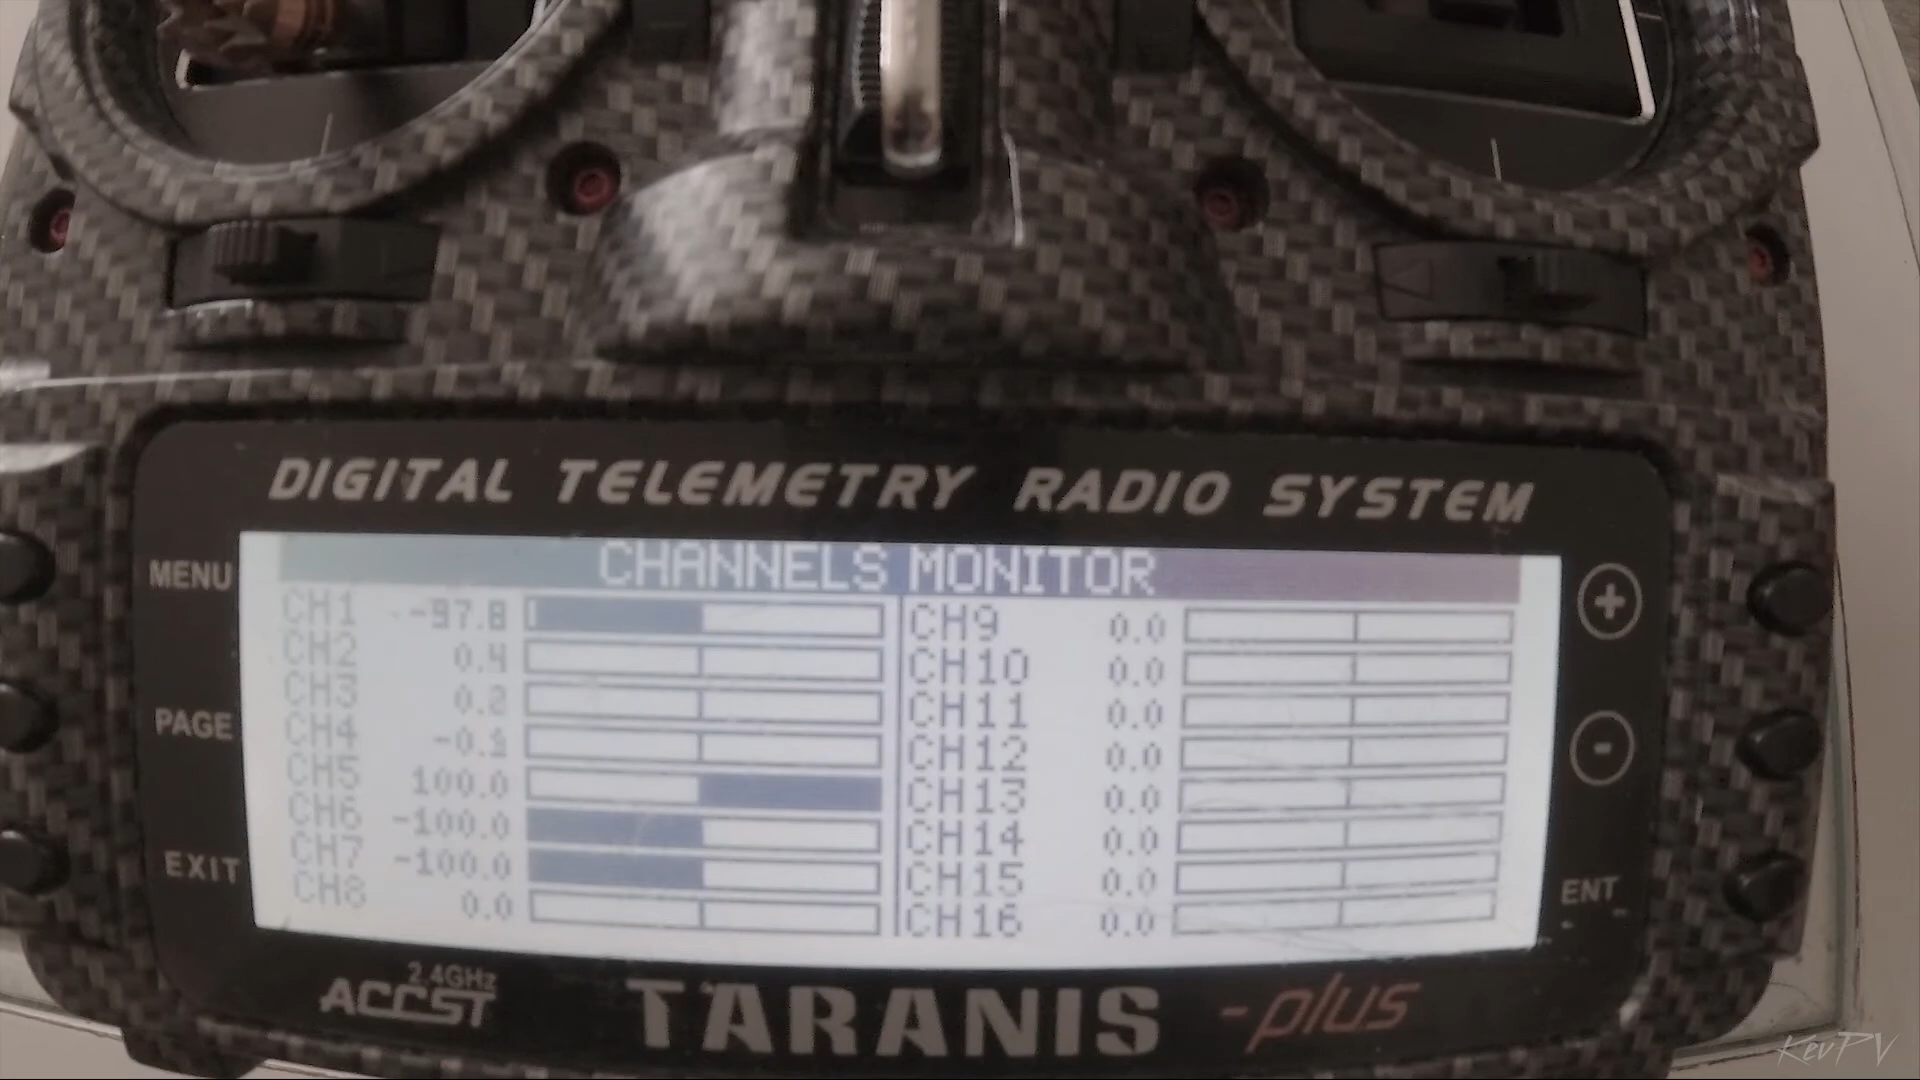 DIGITAL TELEMETRY RADIO SYSTEM
CHANNELS MONITOR
MENU
PAGE
EXIT
CH1 -97.8
CH2 0.4
CH3 0.2
CH4
CH5 100.0
CH6 -100.0
CH7 -100.0
CH8 0.0
CH9 0.0
CH10 0.0
CH11 0.0
CH12 0.0
CH13 0.0
CH14 0.0
CH15 0.0
CH16 0.0
+
-
ENT
2.4GHz
ACCST
TARANIS -plus
KevPV